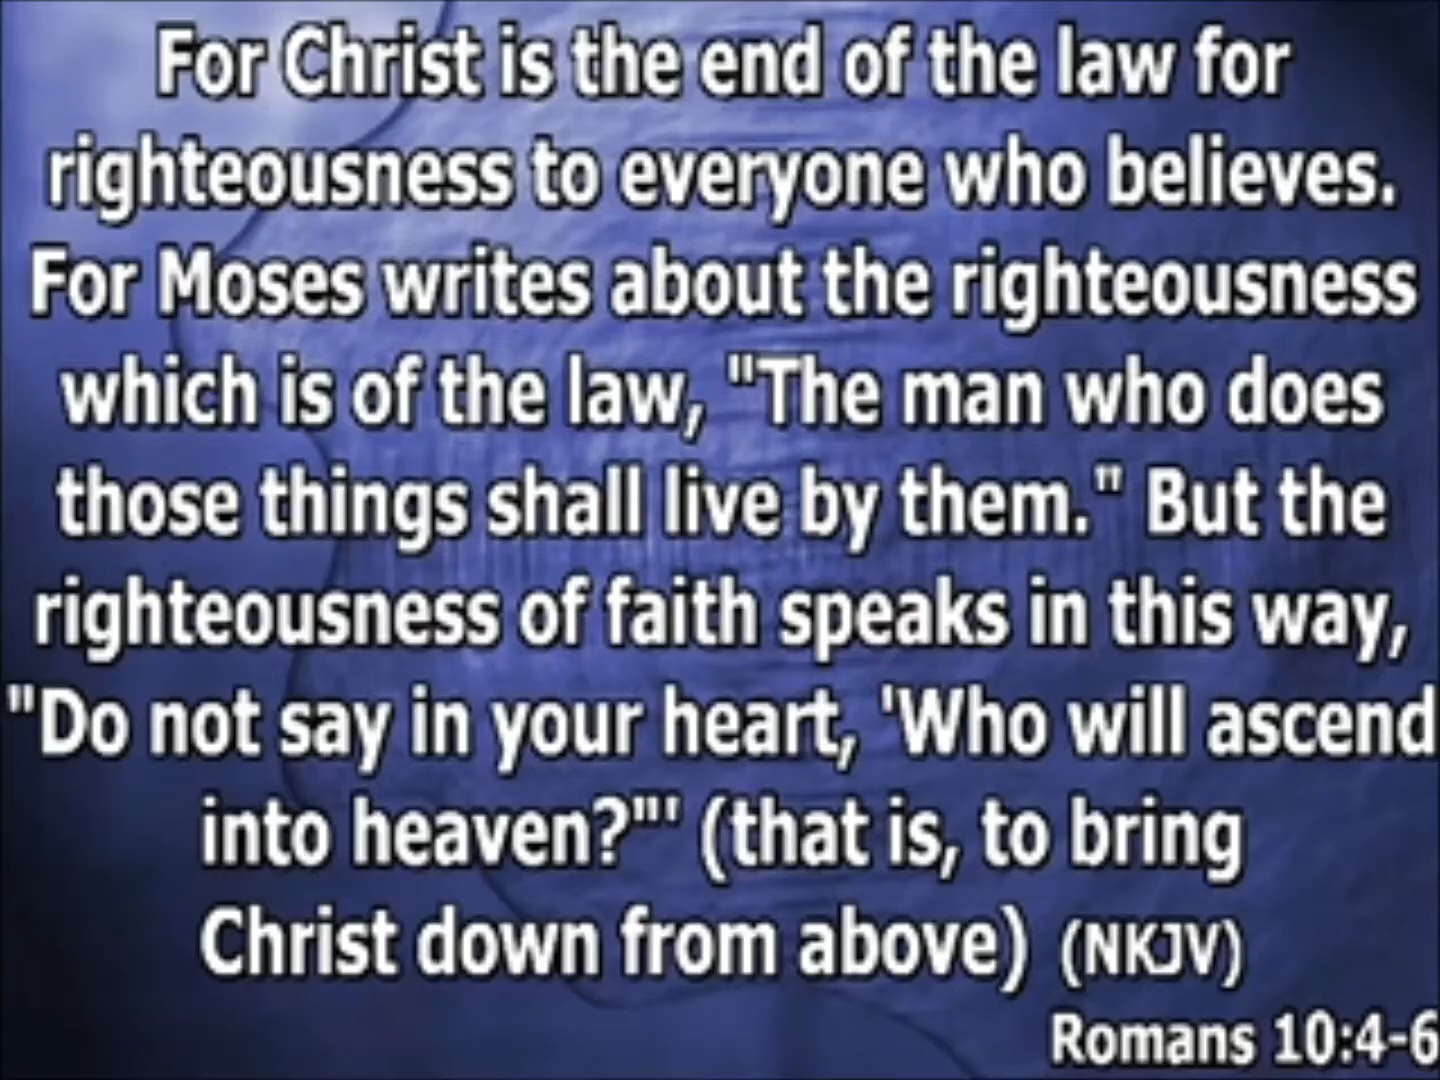 For Christ is the end of the law for
righteousness to everyone who believes.
For Moses writes about the righteousness
which is of the law, "The man who does
those things shall live by them." But the
righteousness of faith speaks in this way,
"Do not say in your heart, 'Who will ascend
into heaven?"' (that is, to bring
Christ down from above) (NKJV)
Romans 10:4-6